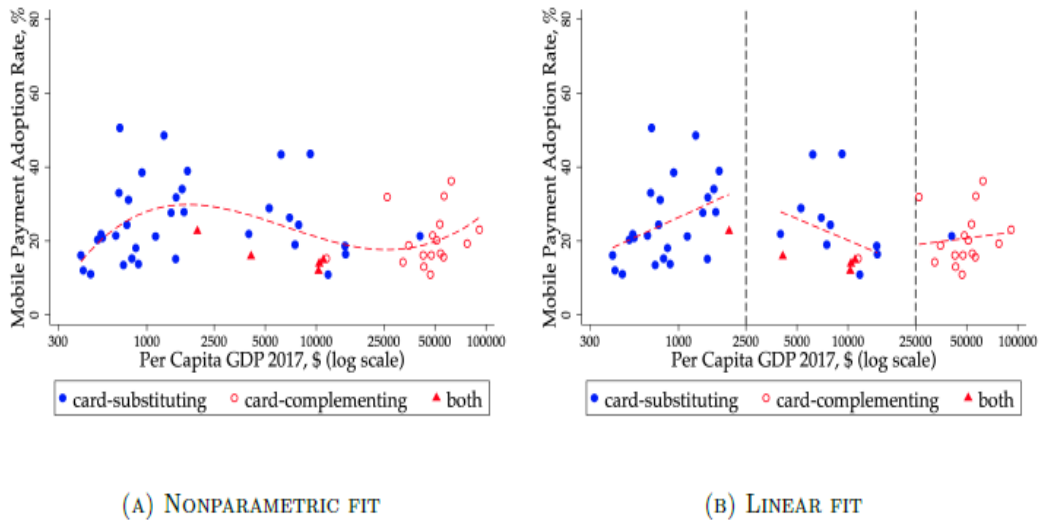 Mobile Payment Adoption Rate, %
80
60
40
20
0
300 1000 2500 5000 10000 25000 50000 100000
Per Capita GDP 2017, $ (log scale)
card-substituting card-complementing both
(A) NONPARAMETRIC FIT
Mobile Payment Adoption Rate, %
80
60
40
20
0
300 1000 2500 5000 10000 25000 50000 100000
Per Capita GDP 2017, $ (log scale)
card-substituting card-complementing both
(B) LINEAR FIT